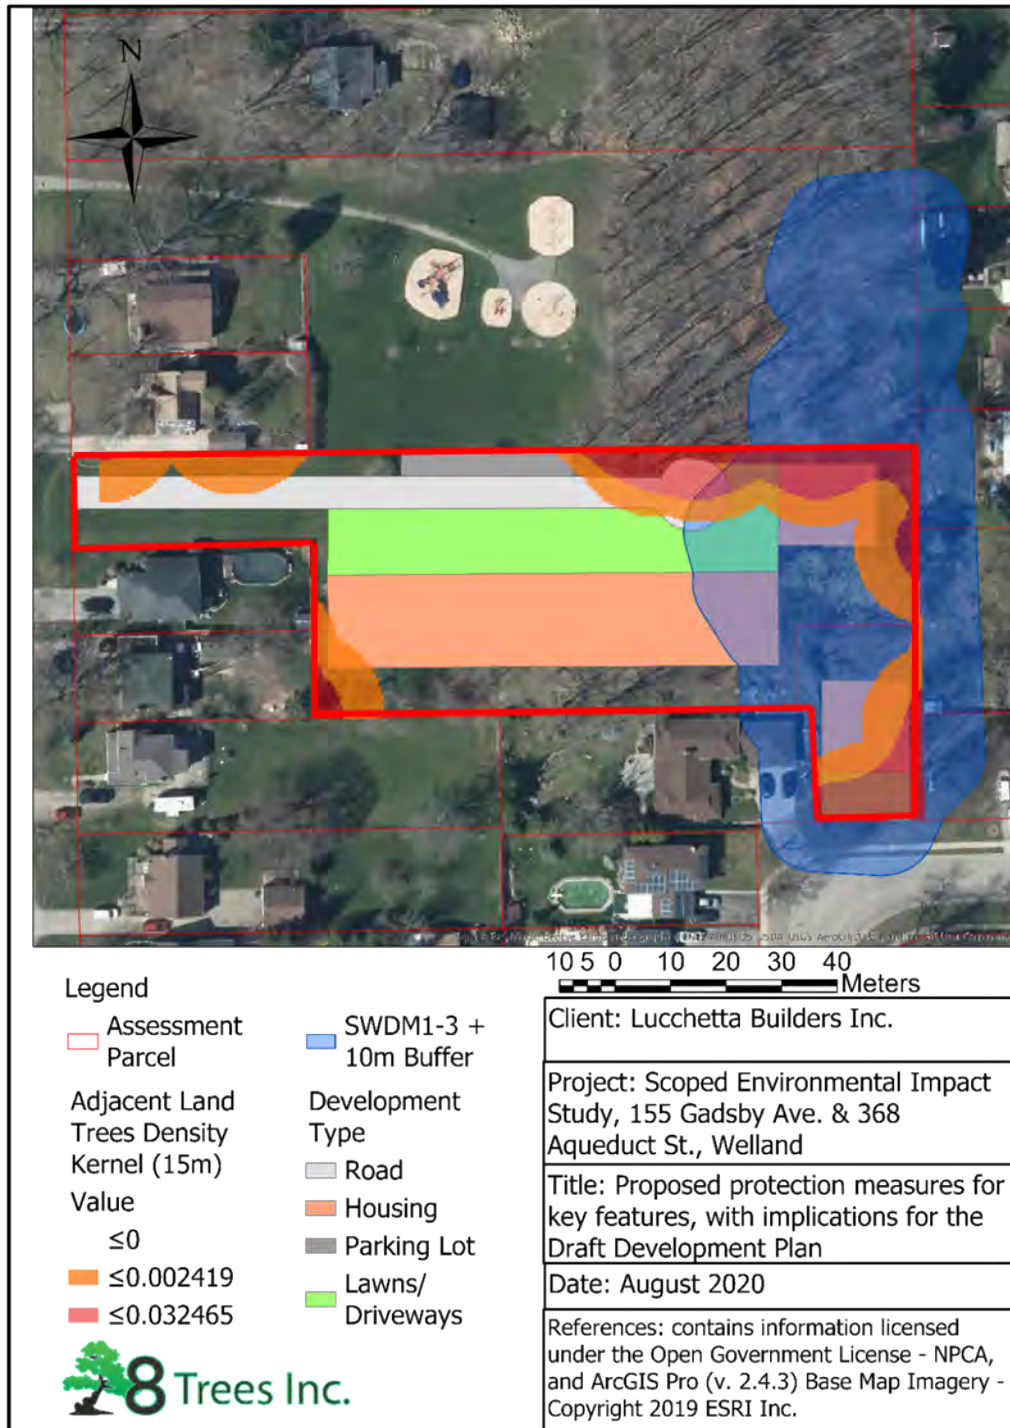 N
10 5 0 10 20 30 40
Meters
Legend
Assessment
Parcel
SWDM1-3 +
10m Buffer
Adjacent Land
Trees Density
Kernel (15m)
Value
≤0
≤0.002419
≤0.032465
Development
Type
Road
Housing
Parking Lot
Lawns/
Driveways
8 Trees Inc.
Client: Lucchetta Builders Inc.
Project: Scoped Environmental Impact
Study, 155 Gadsby Ave. & 368
Aqueduct St., Welland
Title: Proposed protection measures for
key features, with implications for the
Draft Development Plan
Date: August 2020
References: contains information licensed
under the Open Government License - NPCA,
and ArcGIS Pro (v. 2.4.3) Base Map Imagery -
Copyright 2019 ESRI Inc.